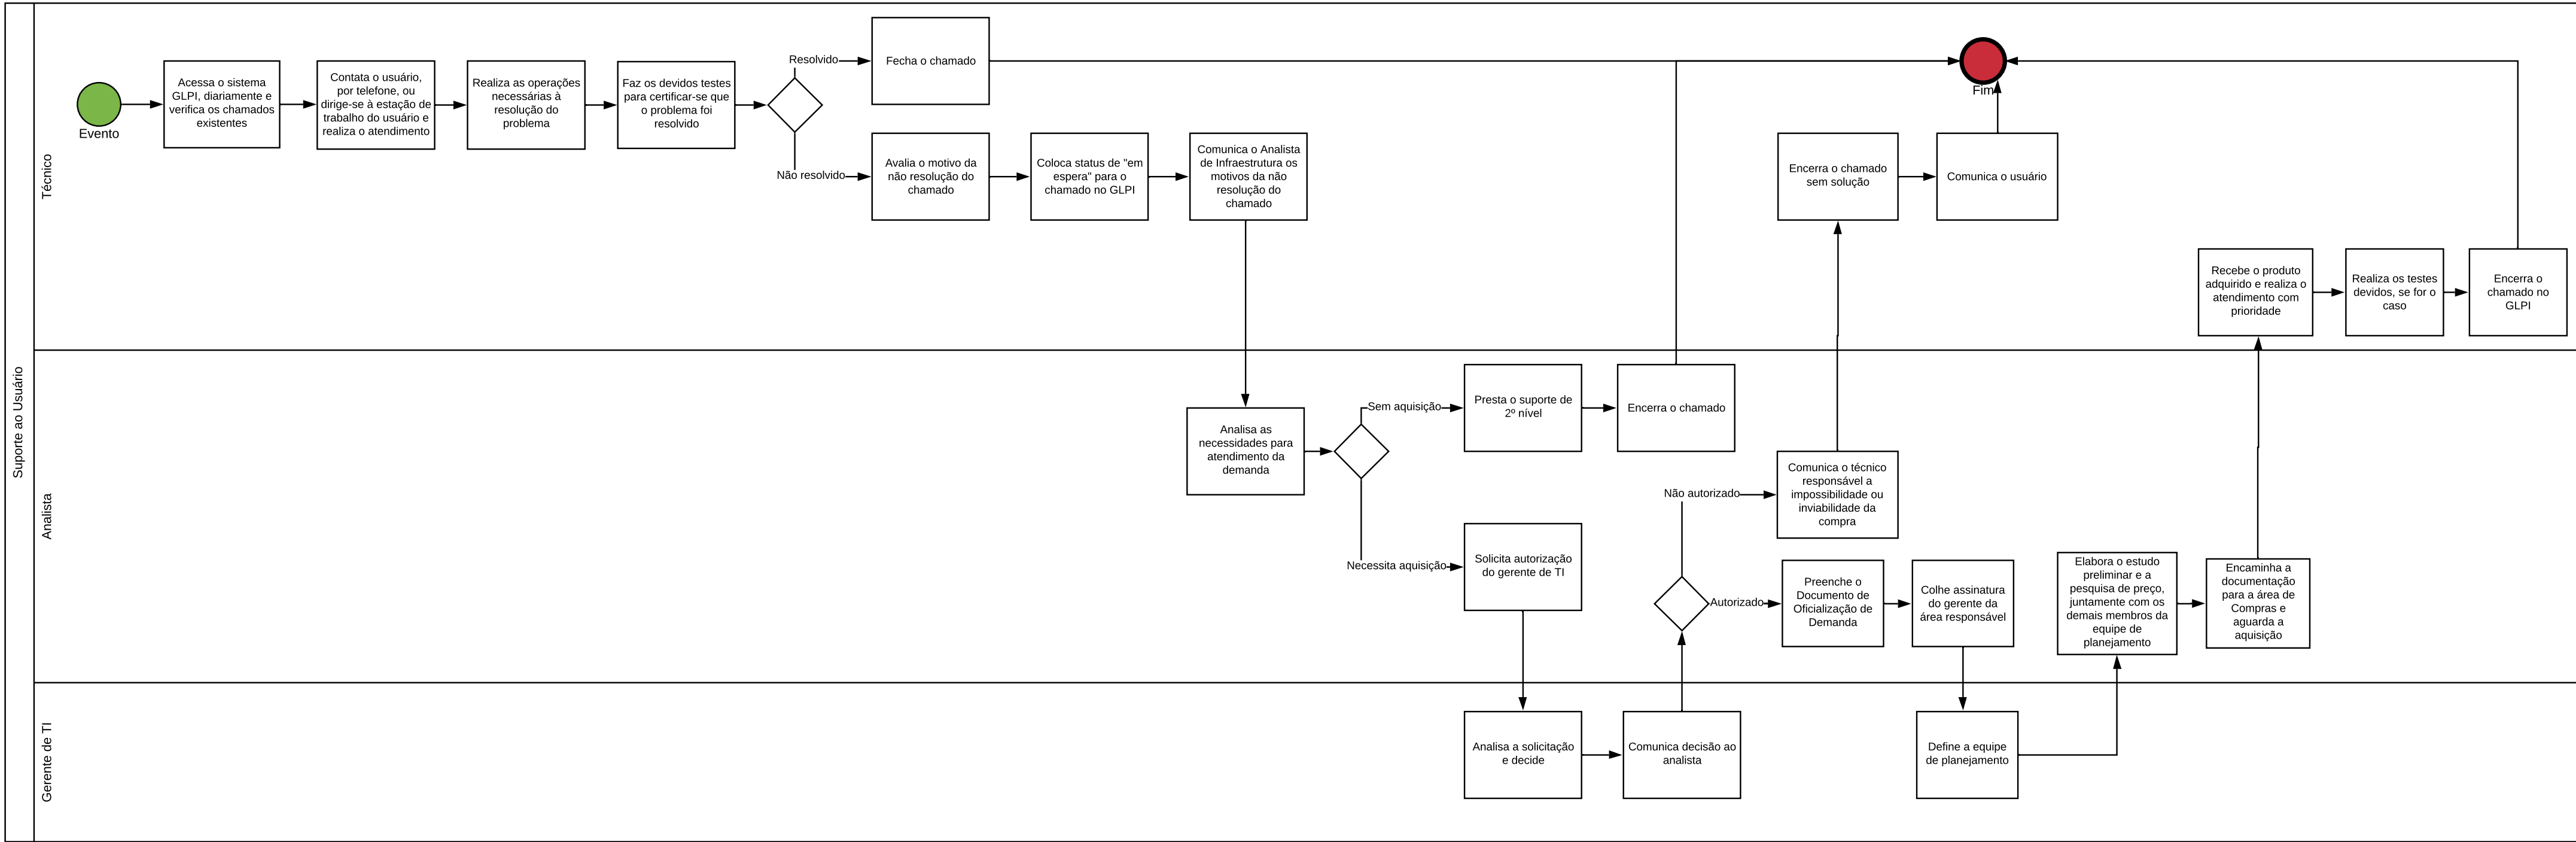 Suporte ao Usuário
Técnico
Evento
Acessa o sistema
GLPI, diariamente e
verifica os chamados
existentes
Contata o usuário,
por telefone, ou
dirige-se à estação de
trabalho do usuário e
realiza o atendimento
Realiza as operações
necessárias à
resolução do
problema
Faz os devidos testes
para certificar-se que
o problema foi
resolvido
Resolvido
Fecha o chamado
Fim
Não resolvido
Avalia o motivo da
não resolução do
chamado
Coloca status de "em
espera" para o
chamado no GLPI
Comunica o Analista
de Infraestrutura os
motivos da não
resolução do
chamado
Encerra o chamado
sem solução
Comunica o usuário
Recebe o produto
adquirido e realiza o
atendimento com
prioridade
Realiza os testes
devidos, se for o
caso
Encerra o
chamado no
GLPI
Analista
Analisa as
necessidades para
atendimento da
demanda
Sem aquisição
Presta o suporte de
2º nível
Encerra o chamado
Necessita aquisição
Solicita autorização
do gerente de TI
Não autorizado
Comunica o técnico
responsável a
impossibilidade ou
inviabilidade da
compra
Autorizado
Preenche o
Documento de
Oficialização de
Demanda
Colhe assinatura
do gerente da
área responsável
Elabora o estudo
preliminar e a
pesquisa de preço,
juntamente com os
demais membros da
equipe de
planejamento
Encaminha a
documentação
para a área de
Compras e
aguarda a
aquisição
Gerente de TI
Analisa a solicitação
e decide
Comunica decisão ao
analista
Define a equipe
de planejamento